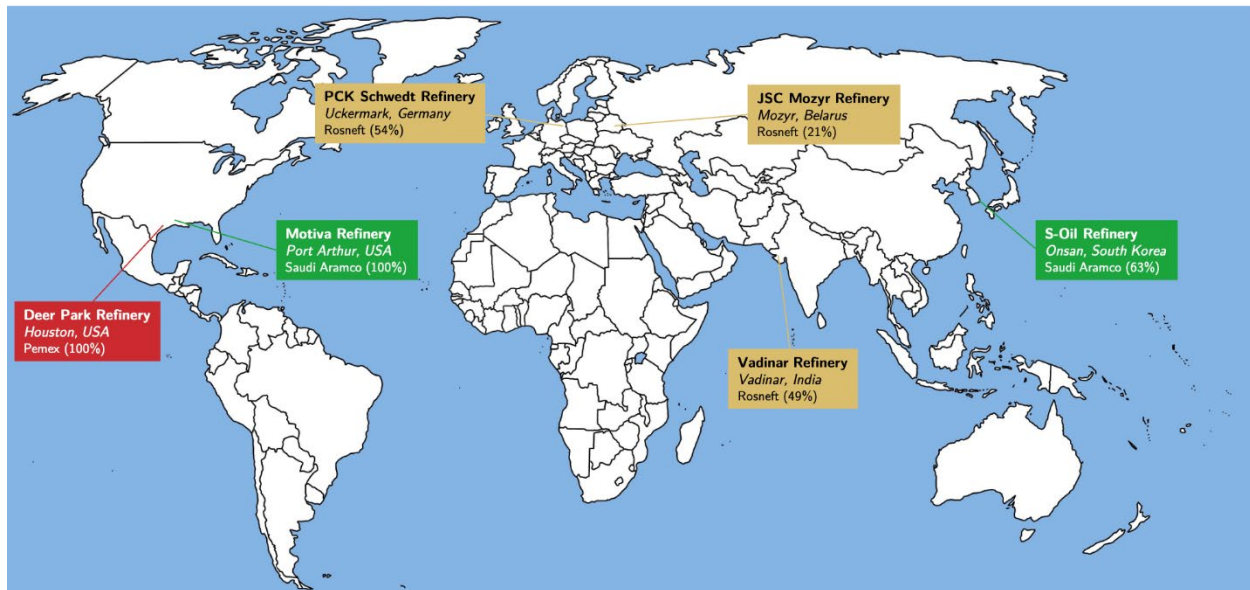 PCK Schwedt Refinery
Uckermark, Germany
Rosneft (54%)
JSC Mozyr Refinery
Mozyr, Belarus
Rosneft (21%)
Motiva Refinery
Port Arthur, USA
Saudi Aramco (100%)
S-Oil Refinery
Onsan, South Korea
Saudi Aramco (63%)
Deer Park Refinery
Houston, USA
Pemex (100%)
Vadinar Refinery
Vadinar, India
Rosneft (49%)